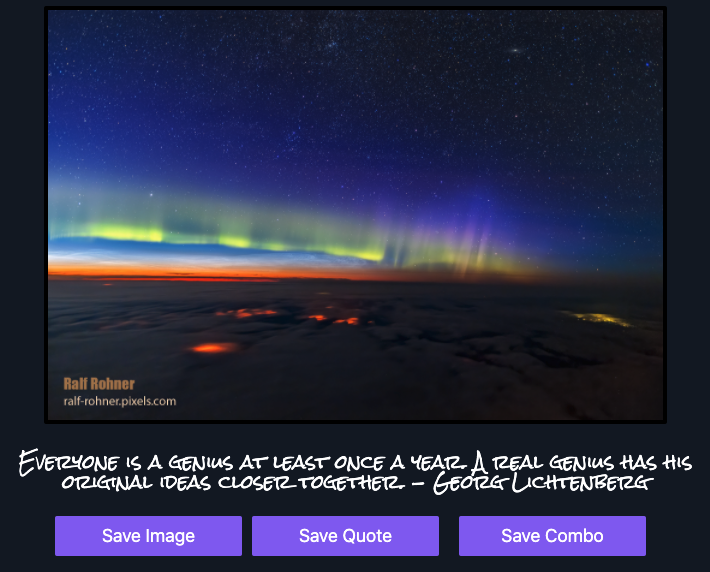 Ralf Rohner
ralf-rohner.pixels.com
Everyone is a genius at least once a year. A real genius has his
original ideas closer together. - Georg Lichtenberg
Save Image
Save Quote
Save Combo